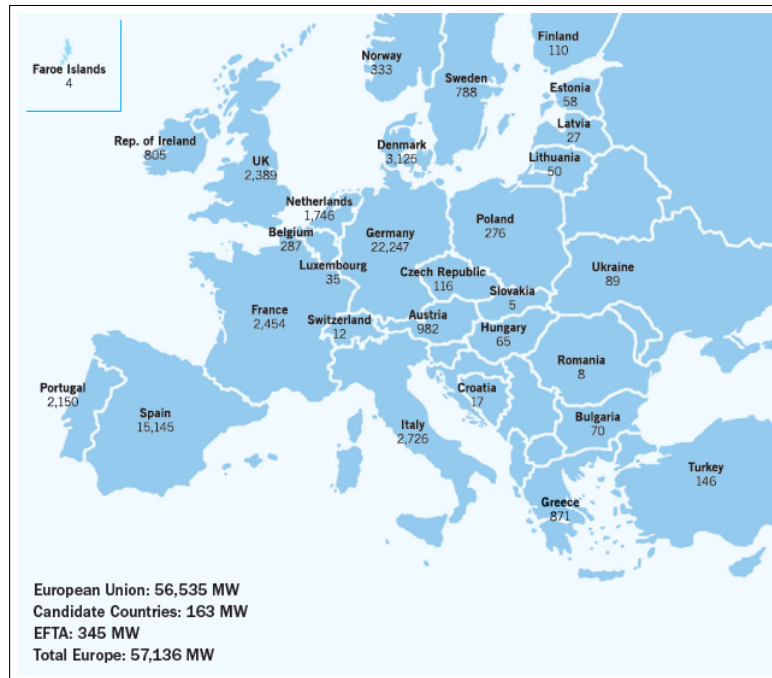 Finland
110
Norway
333
Faroe Islands
4
Sweden
788
Estonia
58
Latvia
27
Rep. of Ireland
805
Denmark
3,125
Lithuania
50
UK
2,389
Netherlands
1,746
Poland
276
Belgium
287
Germany
22,247
Luxembourg
35
Czech Republic
116
Ukraine
89
Slovakia
5
France
2,454
Switzerland
12
Austria
982
Hungary
65
Romania
8
Portugal
2,150
Croatia
17
Spain
15,145
Italy
2,726
Bulgaria
70
Turkey
146
Greece
871
European Union: 56,535 MW
Candidate Countries: 163 MW
EFTA: 345 MW
Total Europe: 57,136 MW